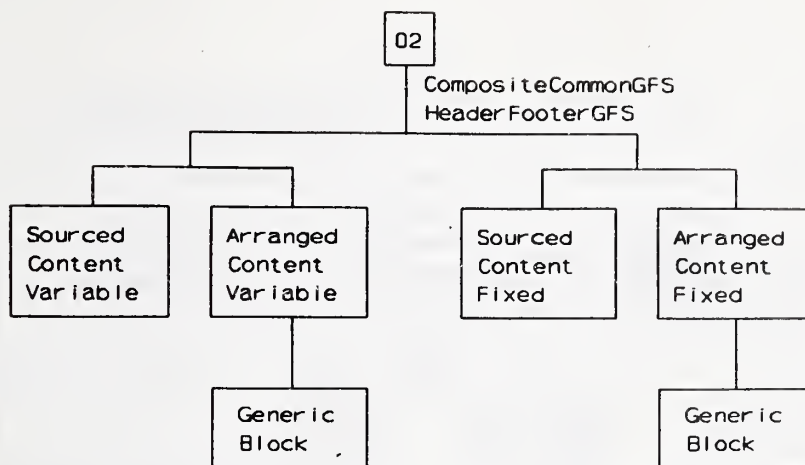 02
CompositeCommonGFS
HeaderFooterGFS
Sourced
Content
Variable
Arranged
Content
Variable
Sourced
Content
Fixed
Arranged
Content
Fixed
Generic
Block
Generic
Block